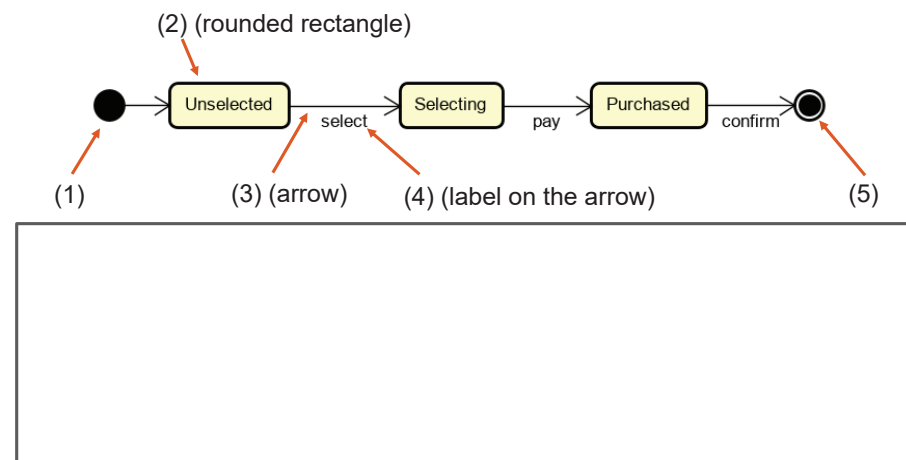 (2) (rounded rectangle)
Unselected
Selecting
Purchased
select
pay
confirm
(1)
(3) (arrow)
(4) (label on the arrow)
(5)